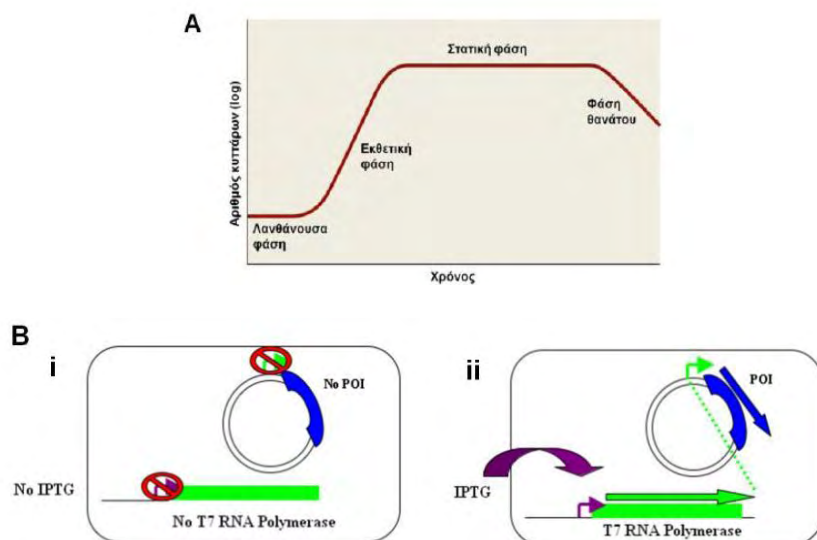 A
Στατική φάση
Φάση
θανάτου
Εκθετική
φάση
Λανθάνουσα
φάση
Αριθμός κυττάρων (log)
Χρόνος
B
i
No POI
No IPTG
No T7 RNA Polymerase
ii
POI
IPTG
T7 RNA Polymerase